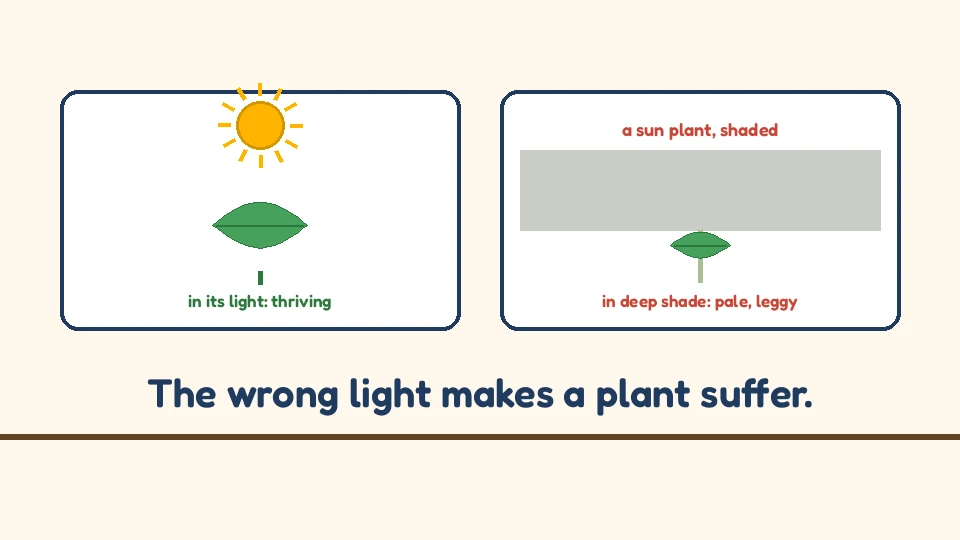 a sun plant, shaded
in its light: thriving
in deep shade: pale, leggy
The wrong light makes a plant suffer.